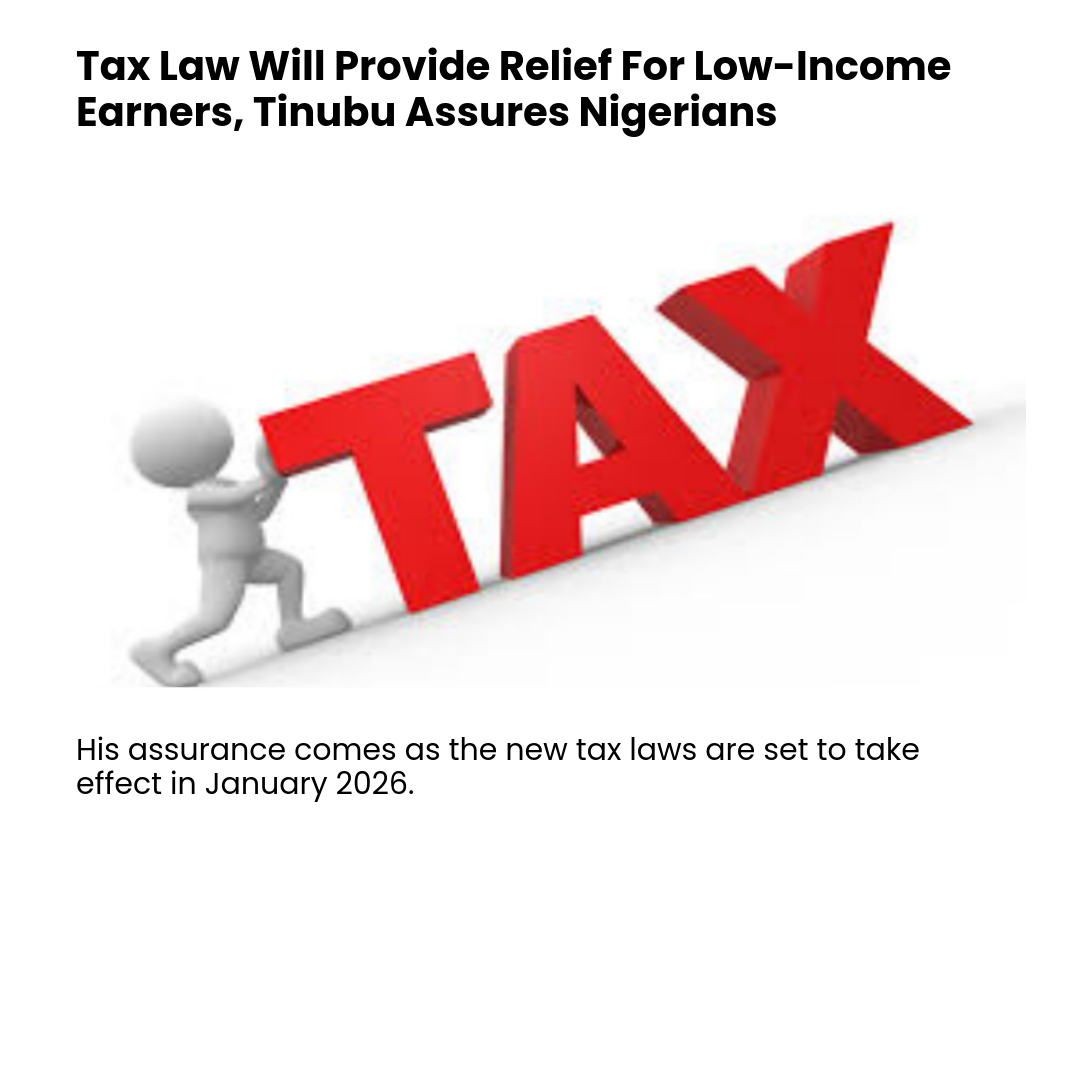 Tax Law Will Provide Relief For Low-Income
Earners, Tinubu Assures Nigerians
TAX
His assurance comes as the new tax laws are set to take
effect in January 2026.